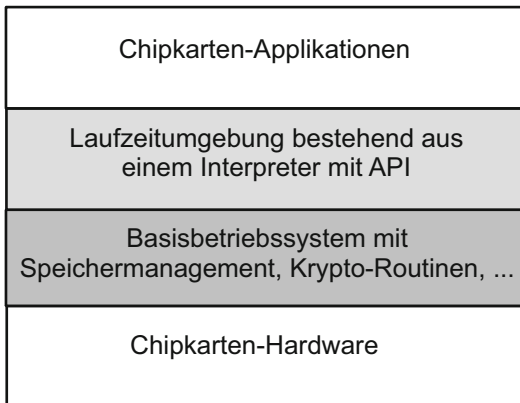 Chipkarten-Applikationen
Laufzeitumgebung bestehend aus
einem Interpreter mit API
Basisbetriebssystem mit
Speichermanagement, Krypto-Routinen, ...
Chipkarten-Hardware